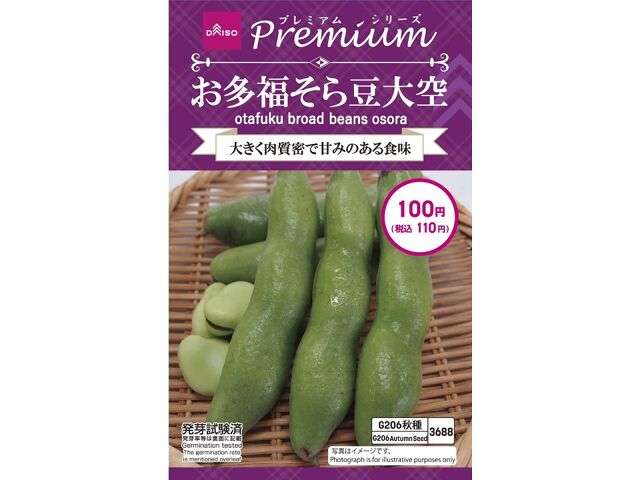 DAISO
プレミアム シリーズ
Premium
お多福そら豆大空
otafuku broad beans osora
大きく肉質密で甘みのある食味
100円
(税込 110円)
発芽試験済
発芽率等は裏面に記載
Germination tested
The germination rate
is mentioned overleaf
G206秋種
G206Autumn Seed
3688
写真はイメージです。
Photograph is for illustrative purposes only